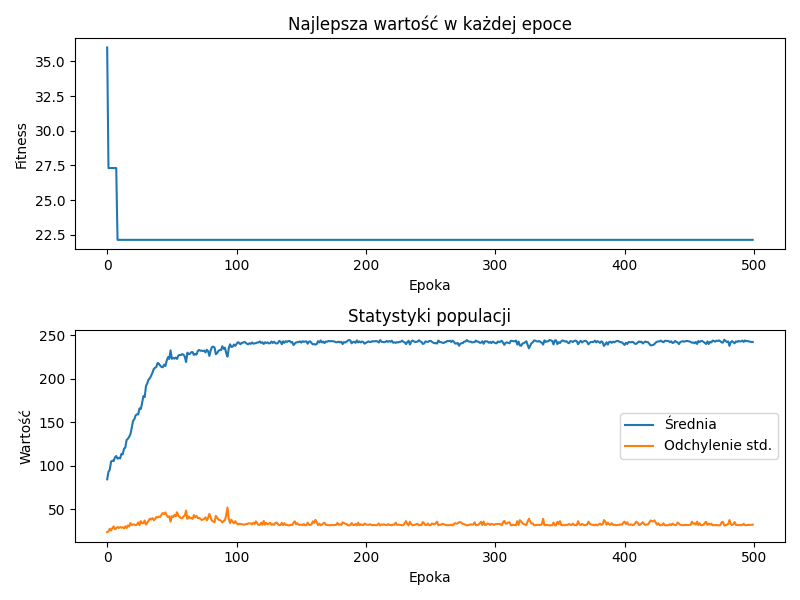 Najlepsza wartość w każdej epoce
Fitness
35.0
32.5
30.0
27.5
25.0
22.5
0 100 200 300 400 500
Epoka
Statystyki populacji
Wartość
250
200
150
100
50
Średnia
Odchylenie std.
0 100 200 300 400 500
Epoka